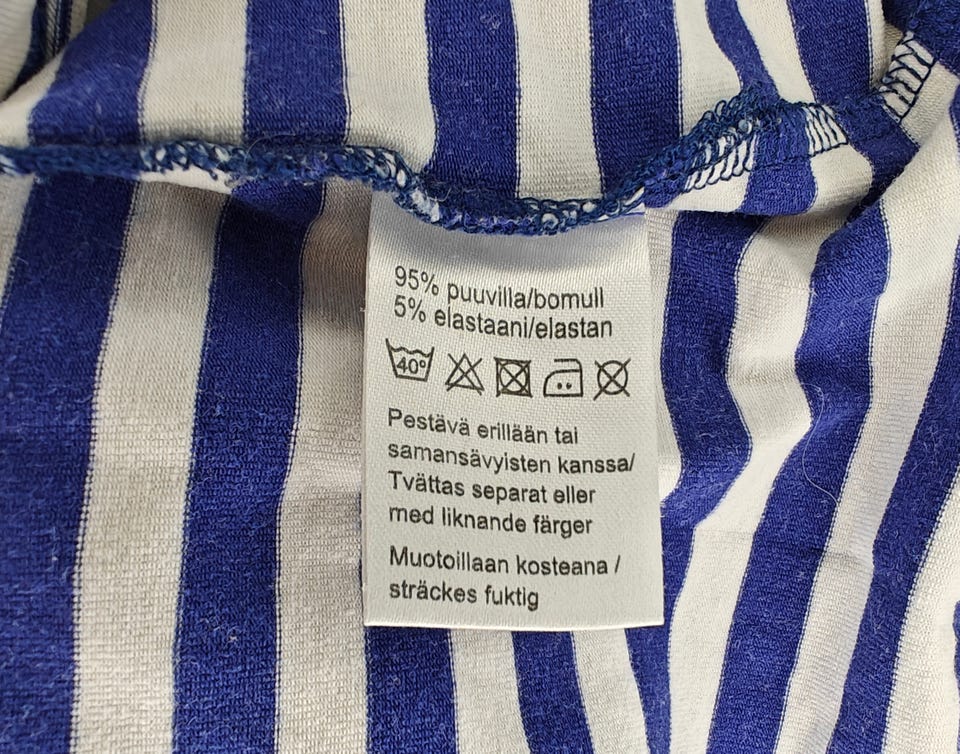 95% puuvilla/bomull
5% elastaani/elastan
40°
Pestävä erillään tai
samansävyisten kanssa/
Tvättas separat eller
med liknande färger
Muotoillaan kosteana /
sträckes fuktig